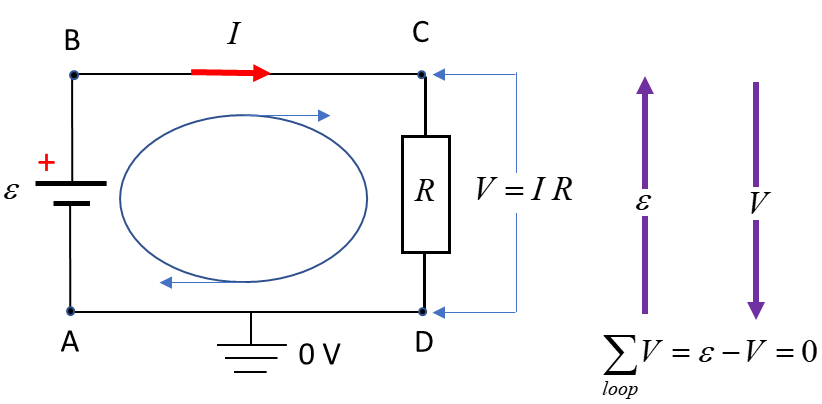 B
I
C
+
ε
R
V = I R
ε
V
A
0 V
D
∑ V = ε − V = 0
loop